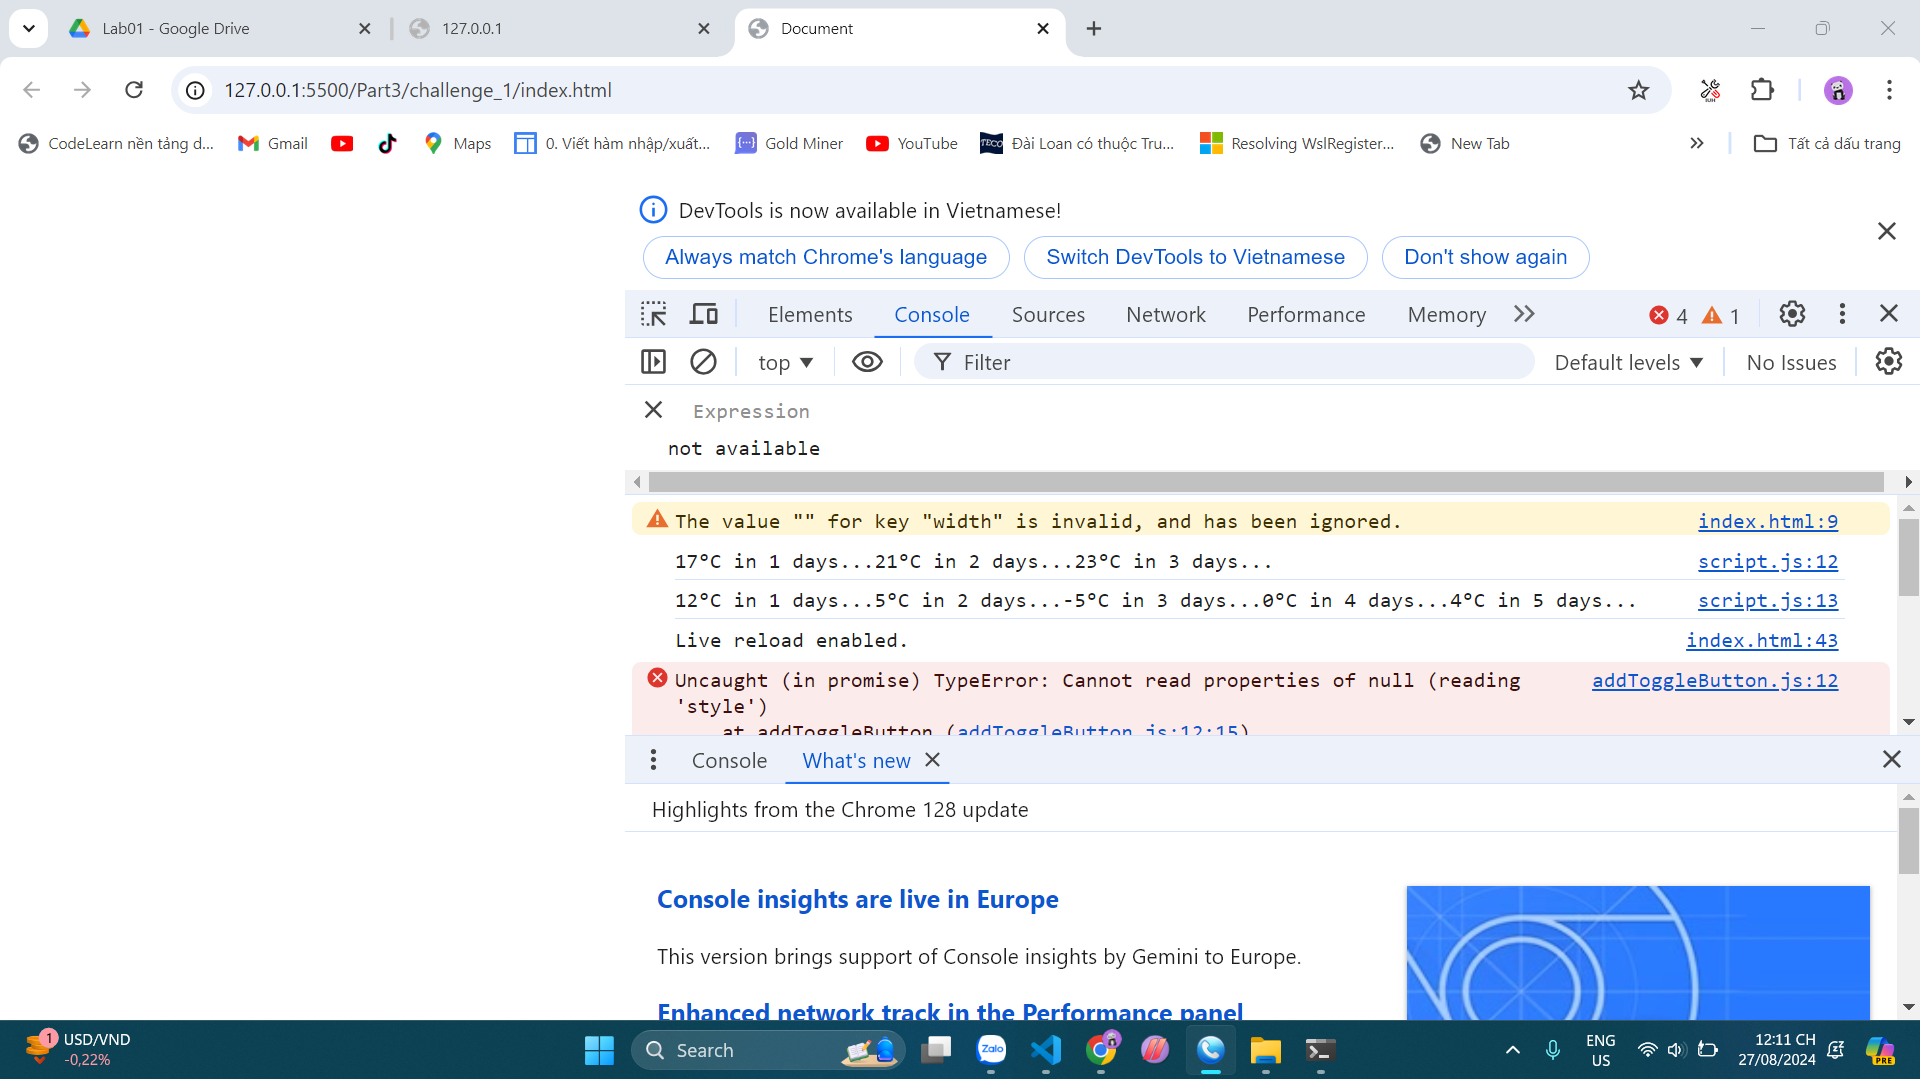 Lab01 - Google Drive
127.0.0.1
Document
127.0.0.1:5500/Part3/challenge_1/index.html
IUH
CodeLearn nền tảng d...
Gmail
Maps
0. Viết hàm nhập/xuất...
Gold Miner
YouTube
TECO
Đài Loan có thuộc Tru...
Resolving WslRegister...
New Tab
Tất cả dấu trang
DevTools is now available in Vietnamese!
Always match Chrome's language
Switch DevTools to Vietnamese
Don't show again
Elements
Console
Sources
Network
Performance
Memory
4
1
top
Filter
Default levels
No Issues
Expression
not available
The value "" for key "width" is invalid, and has been ignored.
index.html:9
17°C in 1 days...21°C in 2 days...23°C in 3 days...
script.js:12
12°C in 1 days...5°C in 2 days...-5°C in 3 days...0°C in 4 days...4°C in 5 days...
script.js:13
Live reload enabled.
index.html:43
Uncaught (in promise) TypeError: Cannot read properties of null (reading
addToggleButton.js:12
'style')
at addToggleButton (addToggleButton.js:12:15)
Console
What's new
Highlights from the Chrome 128 update
Console insights are live in Europe
This version brings support of Console insights by Gemini to Europe.
Enhanced network track in the Performance panel
1
USD/VND
-0,22%
Search
Zalo
ENG
US
12:11 CH
27/08/2024
PRE